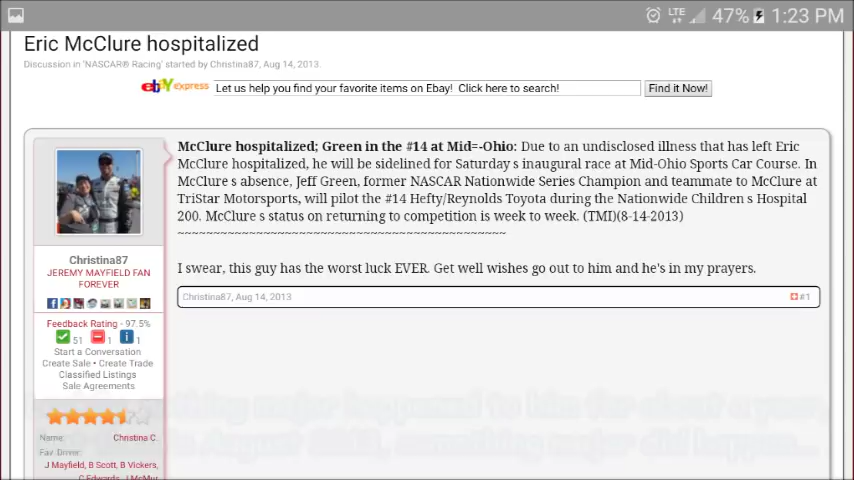 LTE 47% 1:23 PM
Eric McClure hospitalized
Discussion in 'NASCAR® Racing' started by Christina87, Aug 14, 2013.
ebY express Let us help you find your favorite items on Ebay! Click here to search! Find it Now!
McClure hospitalized; Green in the #14 at Mid=-Ohio: Due to an undisclosed illness that has left Eric
McClure hospitalized, he will be sidelined for Saturday s inaugural race at Mid-Ohio Sports Car Course. In
McClure s absence, Jeff Green, former NASCAR Nationwide Series Champion and teammate to McClure at
TriStar Motorsports, will pilot the #14 Hefty/Reynolds Toyota during the Nationwide Children s Hospital
200. McClure s status on returning to competition is week to week. (TMI)(8-14-2013)
~~~~~~~~~~~~~~~~~~~~~~~~~~~~~~~~~~~~~~~~~~~~~~~
I swear, this guy has the worst luck EVER. Get well wishes go out to him and he's in my prayers.
Christina87, Aug 14, 2013 #1
Christina87
JEREMY MAYFIELD FAN
FOREVER
Feedback Rating - 97.5%
51 1 1
Start a Conversation
Create Sale • Create Trade
Classified Listings
Sale Agreements
Name: Christina C.
Fav. Driver:
J Mayfield, B Scott, B Vickers,
C Edwards, J McMur